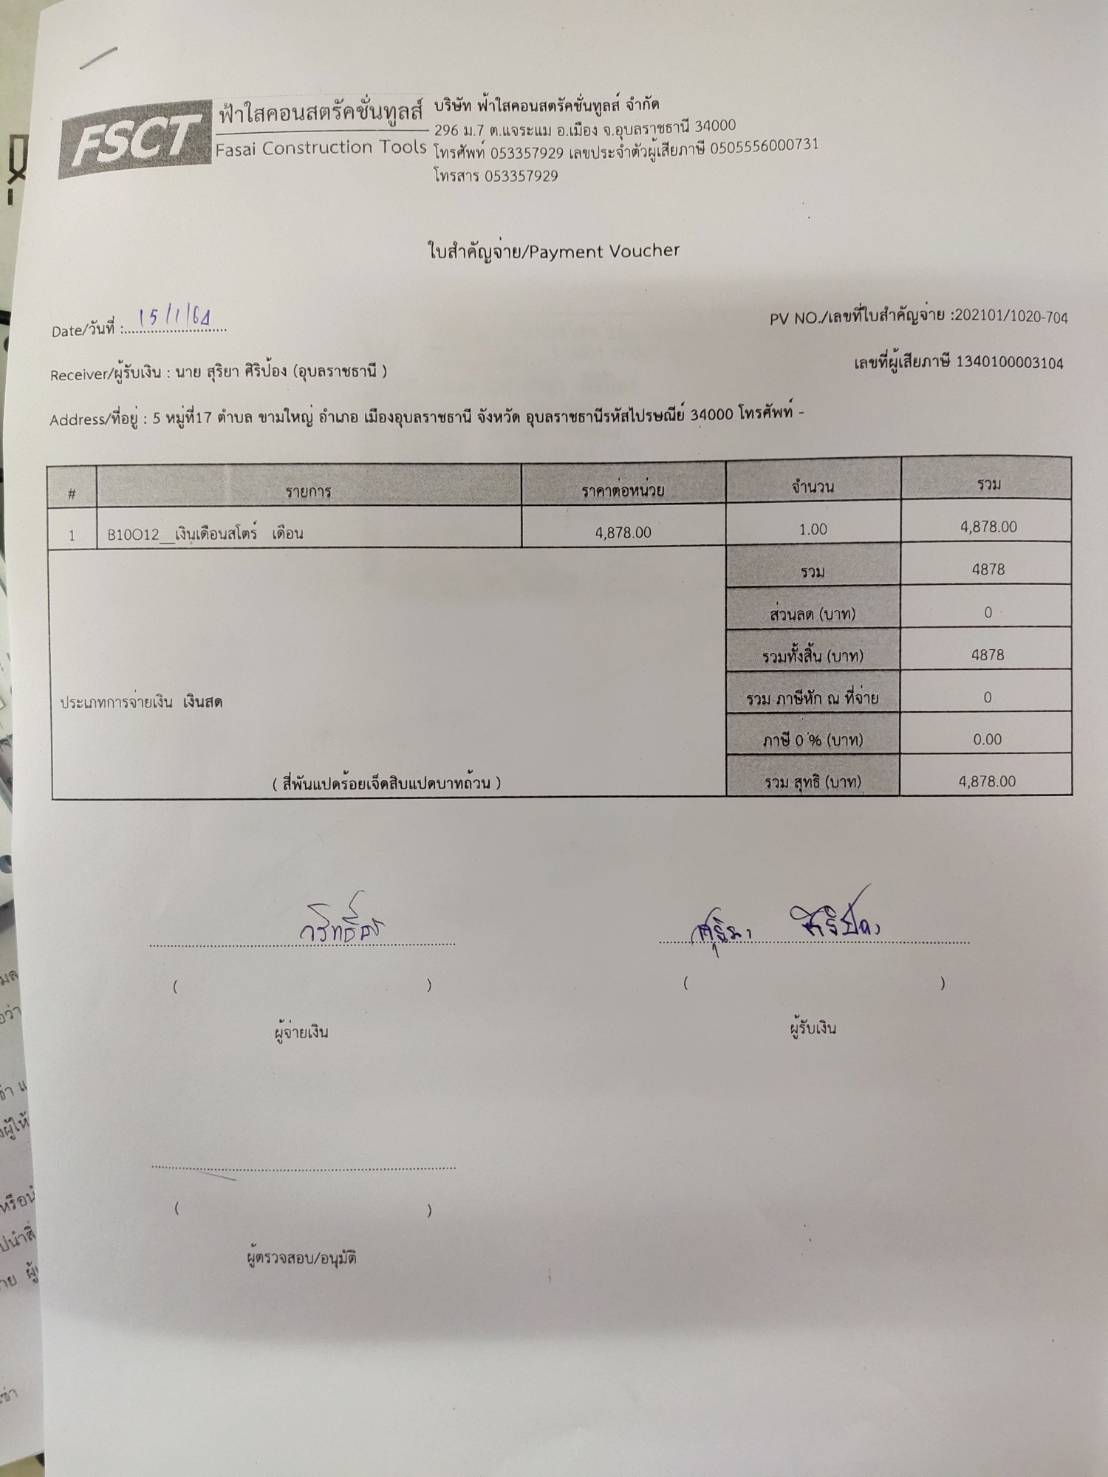 FSCT
ฟ้าใสคอนสตรัคชั่นทูลส์
Fasai Construction Tools
บริษัท ฟ้าใสคอนสตรัคชั่นทูลส์ จำกัด
296 ม.7 ต.แจระแม อ.เมือง จ.อุบลราชธานี 34000
โทรศัพท์ 053357929 เลขประจำตัวผู้เสียภาษี 0505556000731
โทรสาร 053357929
ใบสำคัญจ่าย/Payment Voucher
Date/วันที่ : 15/1/64
PV NO./เลขที่ใบสำคัญจ่าย :202101/1020-704
Receiver/ผู้รับเงิน : นาย สุริยา ศิริป้อง (อุบลราชธานี )
เลขที่ผู้เสียภาษี 1340100003104
Address/ที่อยู่ : 5 หมู่ที่17 ตำบล ขามใหญ่ อำเภอ เมืองอุบลราชธานี จังหวัด อุบลราชธานีรหัสไปรษณีย์ 34000 โทรศัพท์ -
# รายการ ราคาต่อหน่วย จำนวน รวม
1 B10O12__เงินเดือนสโตร์ เดือน 4,878.00 1.00 4,878.00
รวม 4878
ส่วนลด (บาท) 0
รวมทั้งสิ้น (บาท) 4878
ประเภทการจ่ายเงิน เงินสด
รวม ภาษีหัก ณ ที่จ่าย 0
ภาษี 0 % (บาท) 0.00
( สี่พันแปดร้อยเจ็ดสิบแปดบาทถ้วน )
รวม สุทธิ (บาท) 4,878.00
( ) ( )
ผู้จ่ายเงิน ผู้รับเงิน
( )
ผู้ตรวจสอบ/อนุมัติ